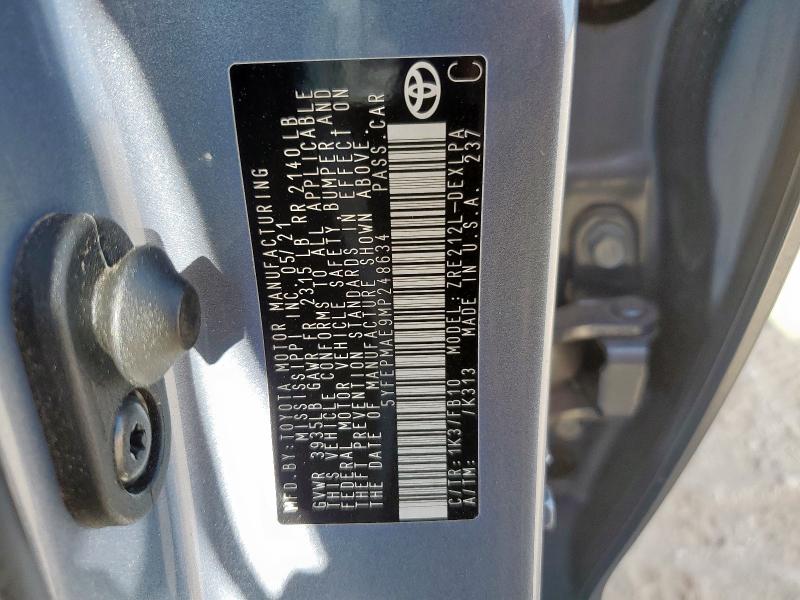 MFD.BY:TOYOTA MOTOR MANUFACTURING
MISSISSIPPI INC. 05/21
GVWR 3935LB GAWR FR 2315 LB RR 2140 LB
THIS VEHICLE CONFORMS TO ALL APPLICABLE
FEDERAL MOTOR VEHICLE SAFETY, BUMPER, AND
THEFT PREVENTION STANDARDS IN EFFECT ON
THE DATE OF MANUFACTURE SHOWN ABOVE.
5YFEPMAE9MP248634 PASS. CAR
C/TR: 1K3/FB10 MODEL: ZRE212L-DEXLPA
A/TM: /K313 MADE IN U.S.A. 237
C